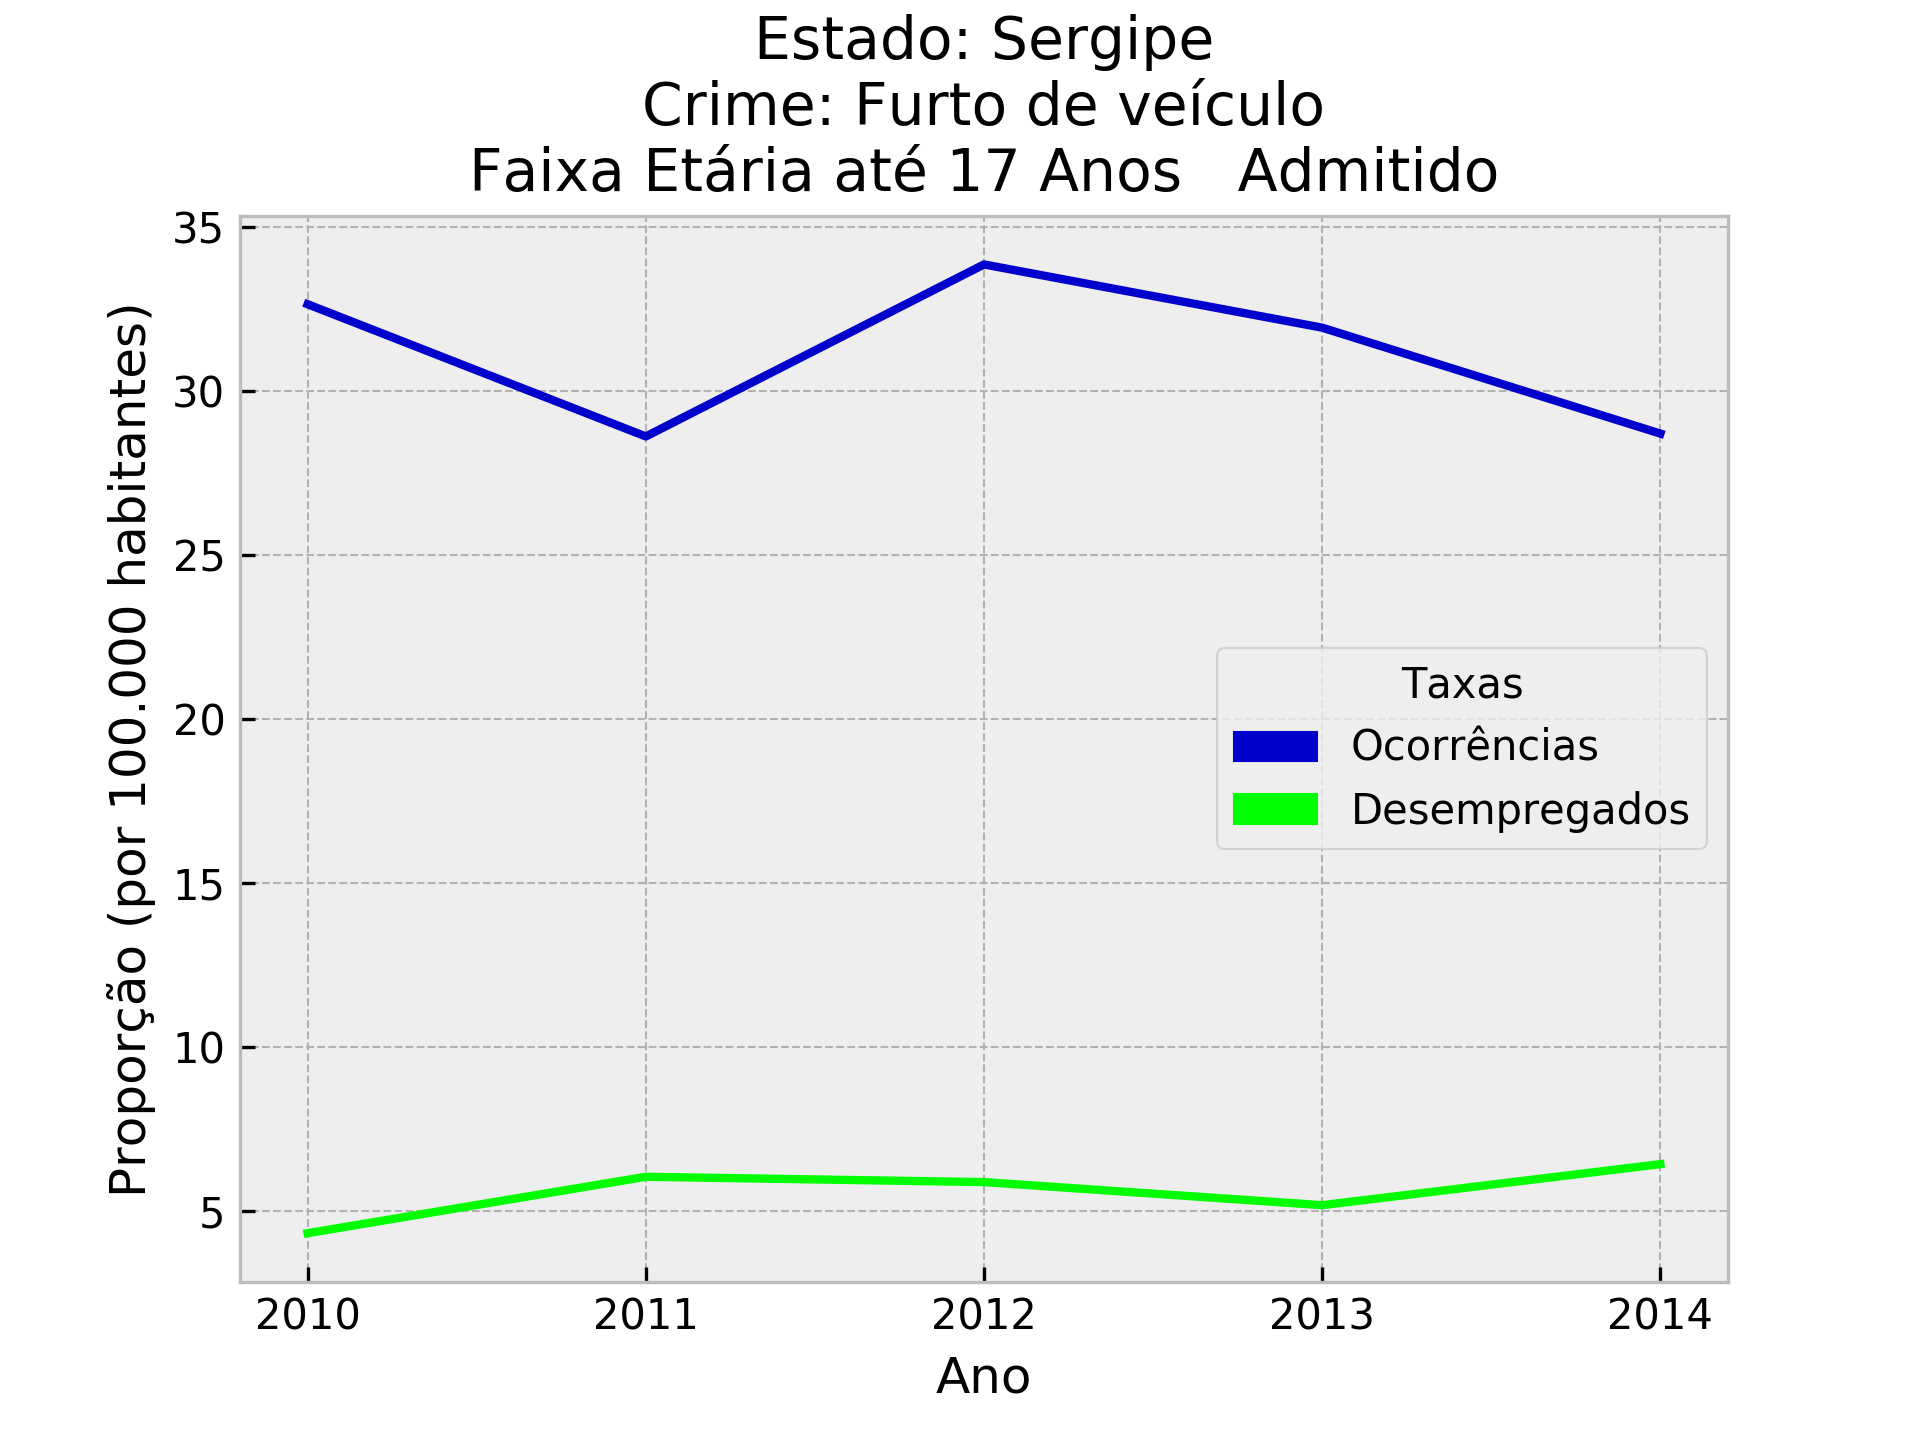 Estado: Sergipe
Crime: Furto de veículo
Faixa Etária até 17 Anos   Admitido
Proporção (por 100.000 habitantes)
35
30
25
20
15
10
5
Taxas
Ocorrências
Desempregados
2010 2011 2012 2013 2014
Ano